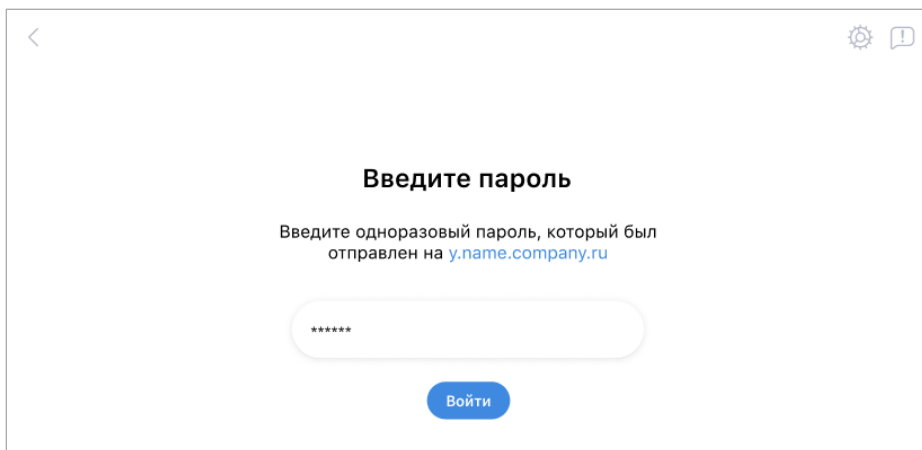 Введите пароль
Введите одноразовый пароль, который был
отправлен на y.name.company.ru
******
Войти